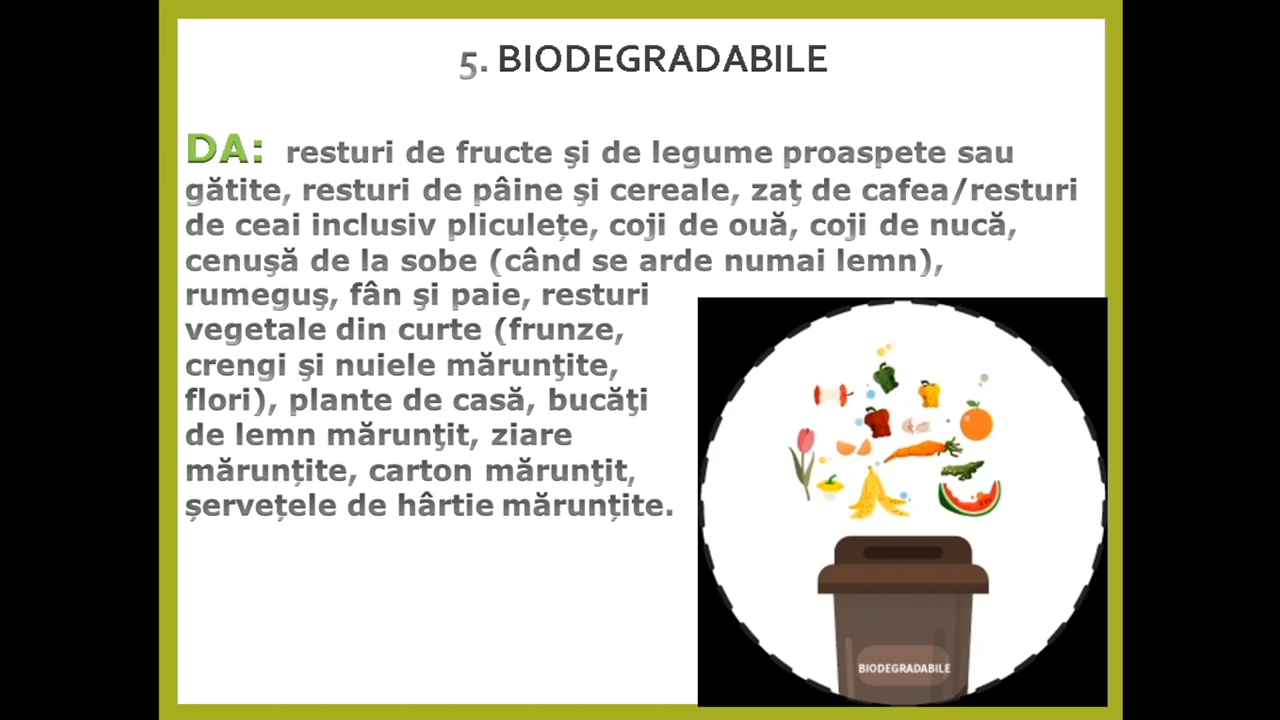 5. BIODEGRADABILE
DA: resturi de fructe şi de legume proaspete sau
gătite, resturi de pâine şi cereale, zaţ de cafea/resturi
de ceai inclusiv pliculețe, coji de ouă, coji de nucă,
cenuşă de la sobe (când se arde numai lemn),
rumeguş, fân şi paie, resturi
vegetale din curte (frunze,
crengi şi nuiele mărunţite,
flori), plante de casă, bucăţi
de lemn mărunţit, ziare
mărunțite, carton mărunţit,
șervețele de hârtie mărunțite.
BIODEGRADABILE